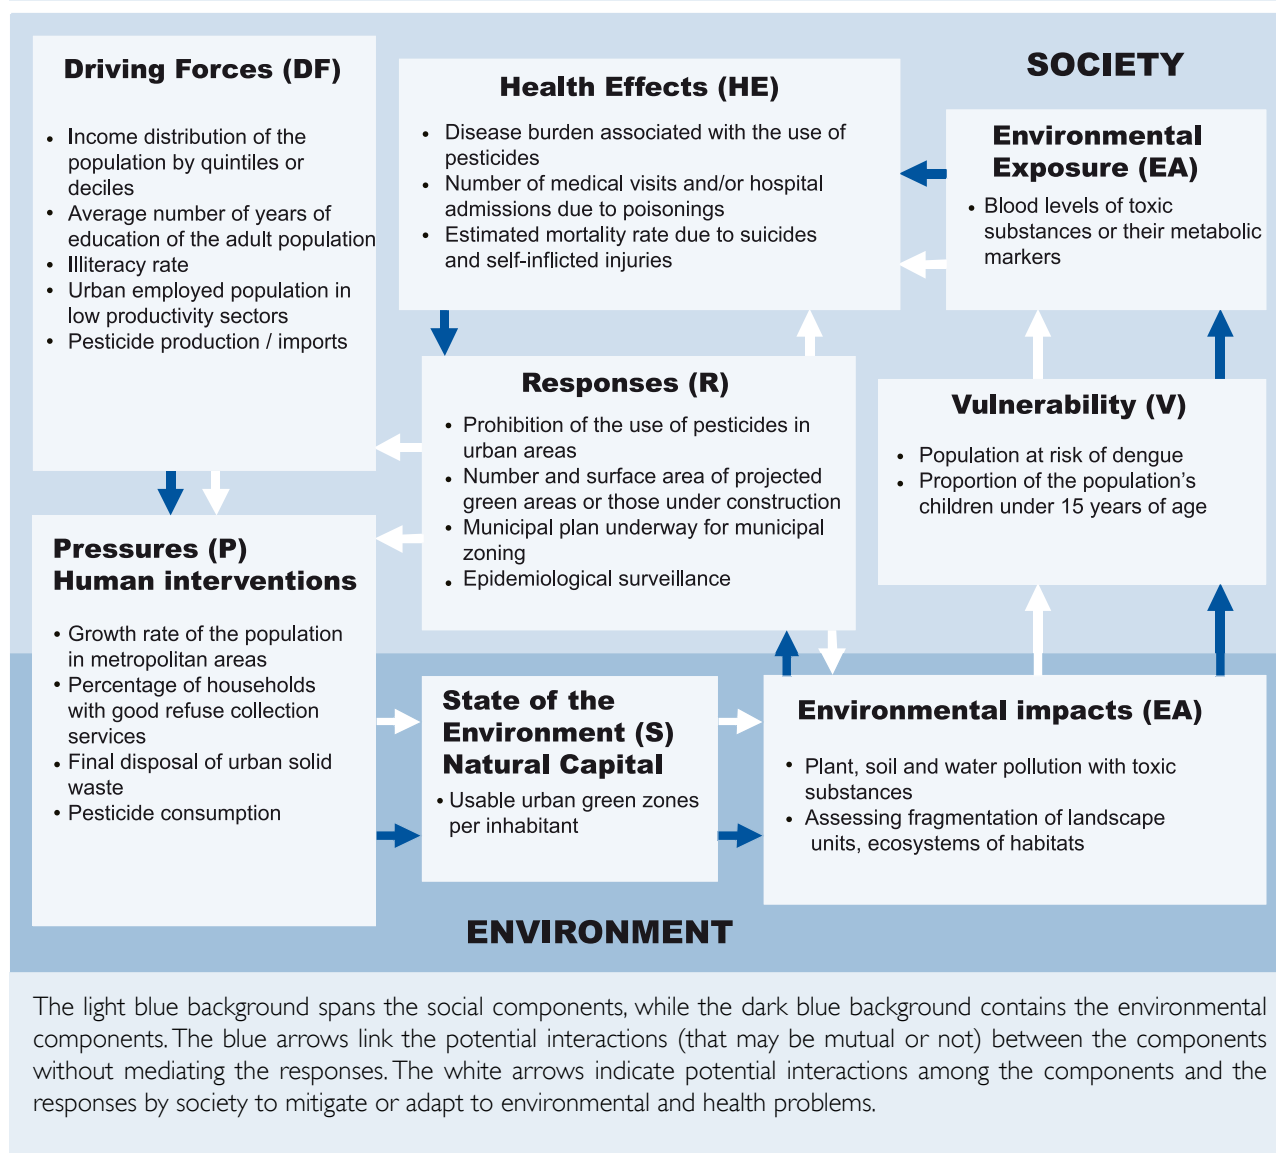 Driving Forces (DF)
• Income distribution of the
population by quintiles or
deciles
• Average number of years of
education of the adult population
• Illiteracy rate
• Urban employed population in
low productivity sectors
• Pesticide production / imports
Health Effects (HE)
• Disease burden associated with the use of
pesticides
• Number of medical visits and/or hospital
admissions due to poisonings
• Estimated mortality rate due to suicides
and self-inflicted injuries
SOCIETY
Environmental
Exposure (EA)
• Blood levels of toxic
substances or their metabolic
markers
Responses (R)
• Prohibition of the use of pesticides in
urban areas
• Number and surface area of projected
green areas or those under construction
• Municipal plan underway for municipal
zoning
• Epidemiological surveillance
Vulnerability (V)
• Population at risk of dengue
• Proportion of the population's
children under 15 years of age
Pressures (P)
Human interventions
• Growth rate of the population
in metropolitan areas
• Percentage of households
with good refuse collection
services
• Final disposal of urban solid
waste
• Pesticide consumption
State of the
Environment (S)
Natural Capital
• Usable urban green zones
per inhabitant
Environmental impacts (EA)
• Plant, soil and water pollution with toxic
substances
• Assessing fragmentation of landscape
units, ecosystems of habitats
ENVIRONMENT
The light blue background spans the social components, while the dark blue background contains the environmental
components. The blue arrows link the potential interactions (that may be mutual or not) between the components
without mediating the responses. The white arrows indicate potential interactions among the components and the
responses by society to mitigate or adapt to environmental and health problems.